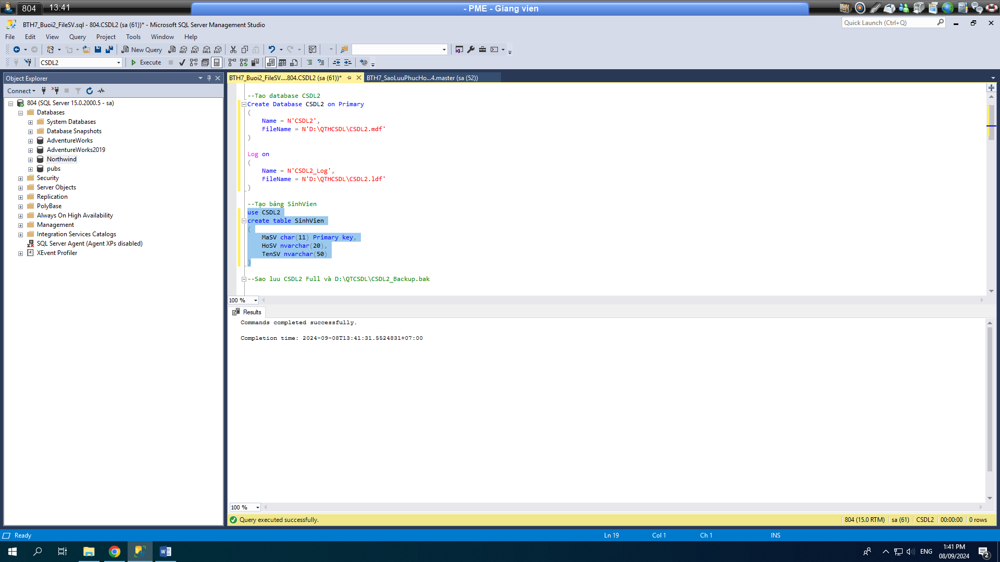 804 13:41 - PME - Giang vien
BTH7_Buoi2_FileSV.sql - 804.CSDL2 (sa (61))* - Microsoft SQL Server Management Studio
Quick Launch (Ctrl+Q)
File Edit View Query Project Tools Window Help
New Query
MDX DMX XMLA DAX
CSDL2 Execute
Object Explorer
Connect
804 (SQL Server 15.0.2000.5 - sa)
Databases
System Databases
Database Snapshots
AdventureWorks
AdventureWorks2019
Northwind
pubs
Security
Server Objects
Replication
PolyBase
Always On High Availability
Management
Integration Services Catalogs
SQL Server Agent (Agent XPs disabled)
XEvent Profiler
BTH7_Buoi2_FileSV....804.CSDL2 (sa (61))* BTH7_SaoLuuPhucHo...4.master (sa (52))
--Tao database CSDL2
Create Database CSDL2 on Primary
(
Name = N'CSDL2',
FileName = N'D:\QTHCSDL\CSDL2.mdf'
)
Log on
(
Name = N'CSDL2_Log',
FileName = N'D:\QTHCSDL\CSDL2.ldf'
)
--Tạo bảng SinhVien
use CSDL2
create table SinhVien
(
MaSV char(11) Primary key,
HoSV nvarchar(20),
TenSV nvarchar(50)
)
--Sao luu CSDL2 Full và D:\QTCSDL\CSDL2_Backup.bak
100 %
Results
Commands completed successfully.
Completion time: 2024-09-08T13:41:31.5524831+07:00
100 %
Query executed successfully. 804 (15.0 RTM) sa (61) CSDL2 00:00:00 0 rows
Ready Ln 19 Col 1 Ch 1 INS
ENG 1:41 PM
08/09/2024
2